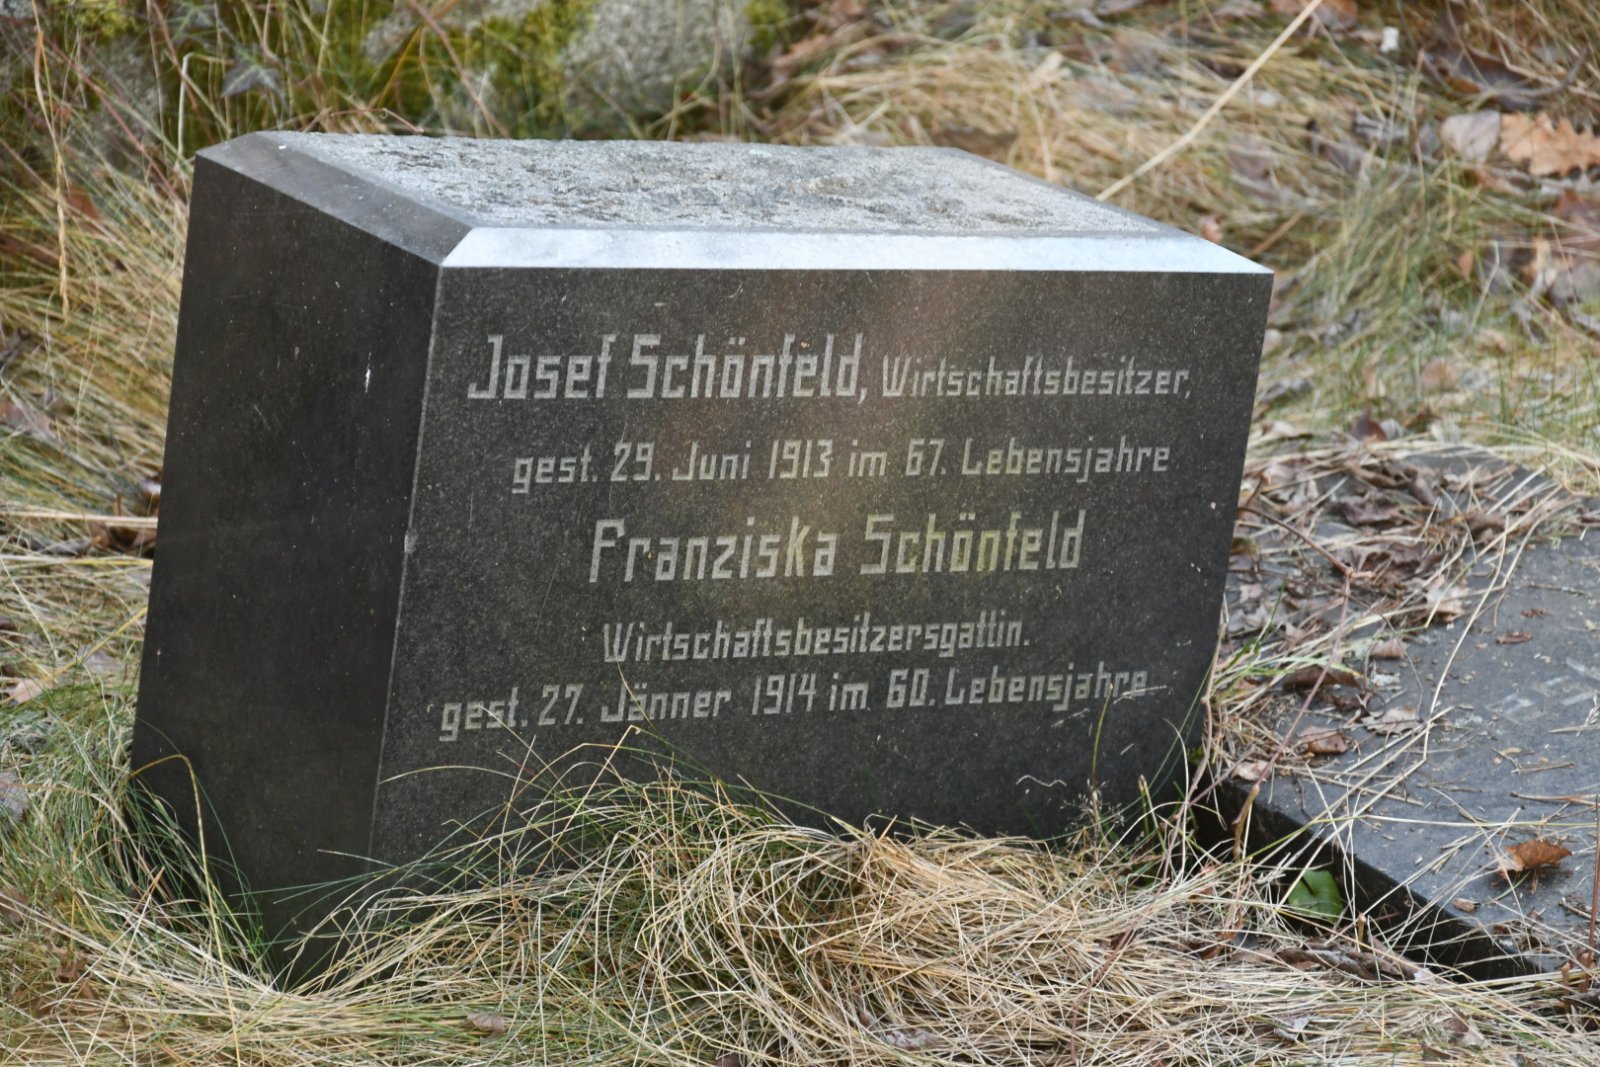 Josef Schönfeld, Wirtschaftsbesitzer,
gest. 29. Juni 1913 im 67. Lebensjahre
Franziska Schönfeld
Wirtschaftsbesitzersgattin.
gest. 27. Jänner 1914 im 60. Lebensjahre